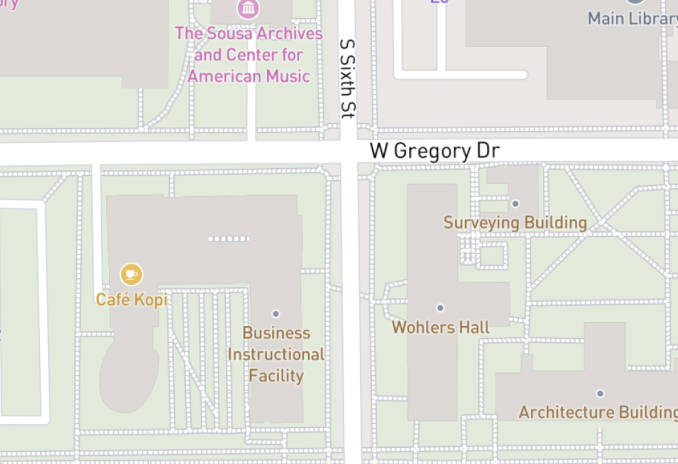 The Sousa Archives
and Center for
American Music
S Sixth St
Main Library
W Gregory Dr
Surveying Building
Café Kopi
Wohlers Hall
Business
Instructional
Facility
Architecture Building